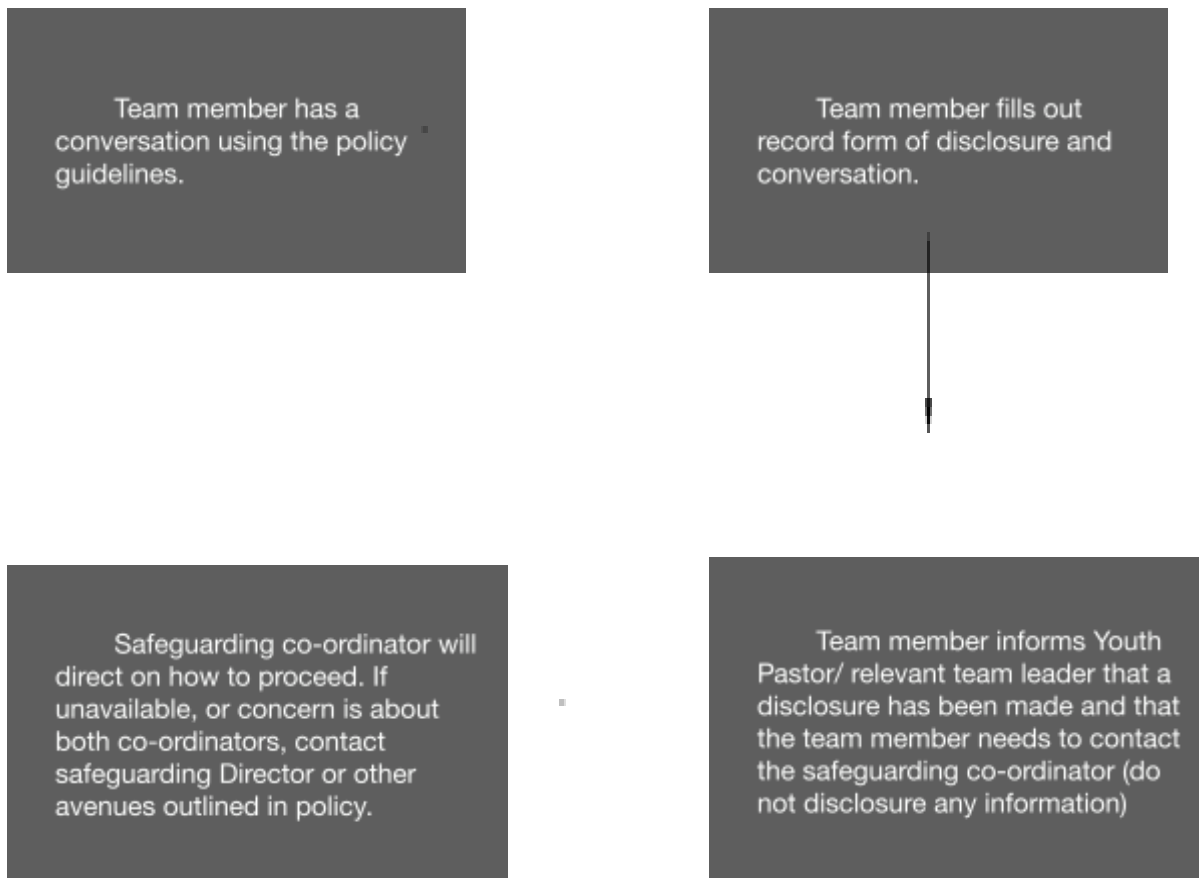 Team member has a
conversation using the policy
guidelines.
Team member fills out
record form of disclosure and
conversation.
Safeguarding co-ordinator will
direct on how to proceed. If
unavailable, or concern is about
both co-ordinators, contact
safeguarding Director or other
avenues outlined in policy.
Team member informs Youth
Pastor/ relevant team leader that a
disclosure has been made and that
the team member needs to contact
the safeguarding co-ordinator (do
not disclosure any information)